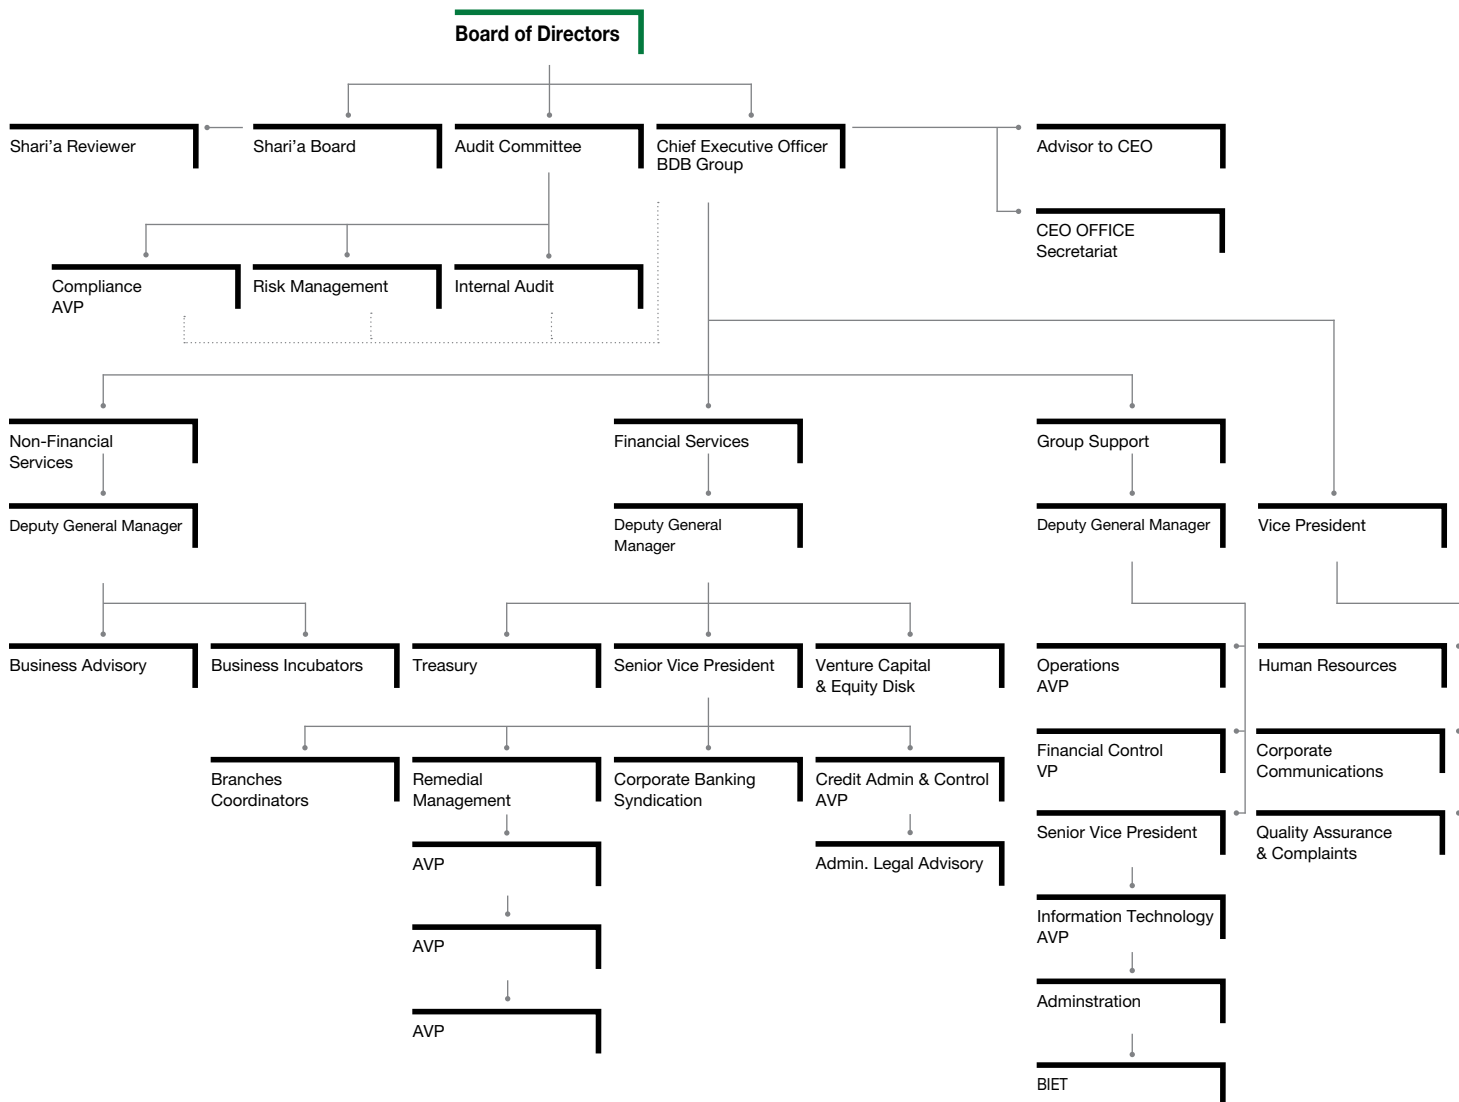 Board of Directors
Shari'a Reviewer
Shari'a Board
Audit Committee
Chief Executive Officer
BDB Group
Advisor to CEO
CEO OFFICE
Secretariat
Compliance
AVP
Risk Management
Internal Audit
Non-Financial
Services
Financial Services
Group Support
Deputy General Manager
Deputy General
Manager
Deputy General Manager
Vice President
Business Advisory
Business Incubators
Treasury
Senior Vice President
Venture Capital
& Equity Disk
Operations
AVP
Human Resources
Branches
Coordinators
Remedial
Management
Corporate Banking
Syndication
Credit Admin & Control
AVP
Financial Control
VP
Corporate
Communications
AVP
Admin. Legal Advisory
Senior Vice President
Quality Assurance
& Complaints
AVP
Information Technology
AVP
AVP
Adminstration
BIET